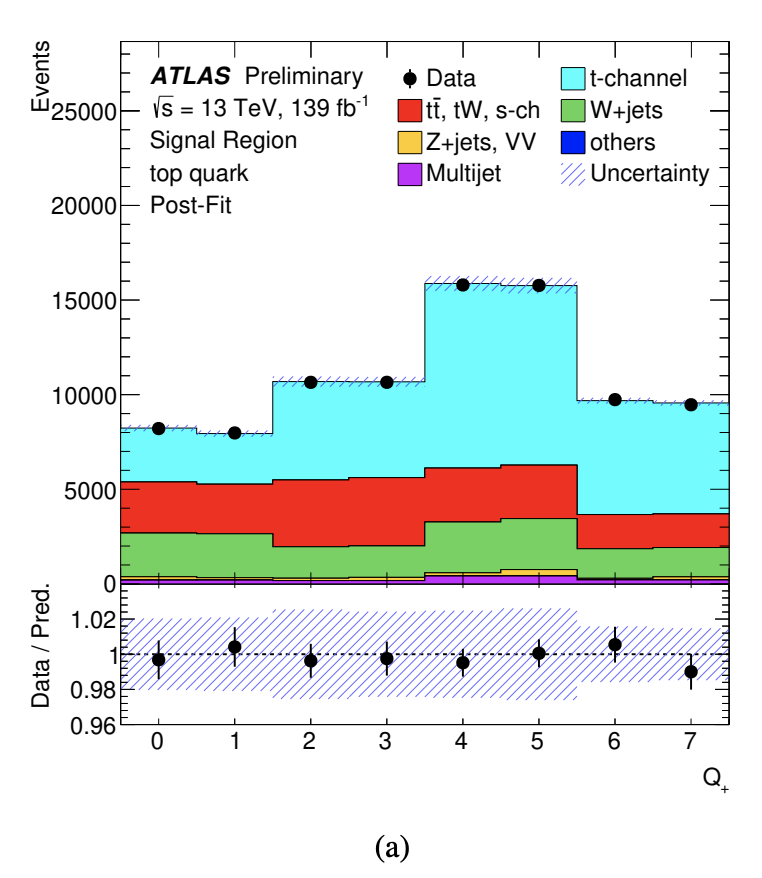 Events
25000
20000
15000
10000
5000
0
ATLAS Preliminary
√s = 13 TeV, 139 fb⁻¹
Signal Region
top quark
Post-Fit
Data
t-channel
tt̄, tW, s-ch
W+jets
Z+jets, VV
others
Multijet
Uncertainty
Data / Pred.
1.02
1
0.98
0.96
0 1 2 3 4 5 6 7
Q₊
(a)